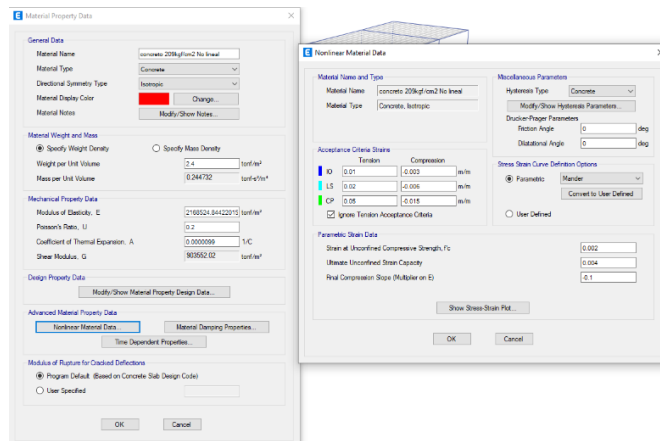 E Material Property Data
General Data
Material Name concreto 209kgf/cm2 No lineal
Material Type Concrete
Directional Symmetry Type Isotropic
Material Display Color Change...
Material Notes Modify/Show Notes...
Material Weight and Mass
Specify Weight Density Specify Mass Density
Weight per Unit Volume 2.4 tonf/m³
Mass per Unit Volume 0.244732 tonf-s²/m⁴
Mechanical Property Data
Modulus of Elasticity, E 2168524.84422015 tonf/m²
Poisson's Ratio, U 0.2
Coefficient of Thermal Expansion, A 0.0000099 1/C
Shear Modulus, G 903552.02 tonf/m²
Design Property Data
Modify/Show Material Property Design Data...
Advanced Material Property Data
Nonlinear Material Data... Material Damping Properties...
Time Dependent Properties...
Modulus of Rupture for Cracked Deflections
Program Default (Based on Concrete Slab Design Code)
User Specified
OK Cancel
E Nonlinear Material Data
Material Name and Type
Material Name concreto 209kgf/cm2 No lineal
Material Type Concrete, Isotropic
Acceptance Criteria Strains
Tension Compression
IO 0.01 -0.003 m/m
LS 0.02 -0.006 m/m
CP 0.05 -0.015 m/m
Ignore Tension Acceptance Criteria
Miscellaneous Parameters
Hysteresis Type Concrete
Modify/Show Hysteresis Parameters...
Drucker-Prager Parameters
Friction Angle 0 deg
Dilatational Angle 0 deg
Stress Strain Curve Definition Options
Parametric Mander
Convert to User Defined
User Defined
Parametric Strain Data
Strain at Unconfined Compressive Strength, f'c 0.002
Ultimate Unconfined Strain Capacity 0.004
Final Compression Slope (Multiplier on E) -0.1
Show Stress-Strain Plot...
OK Cancel